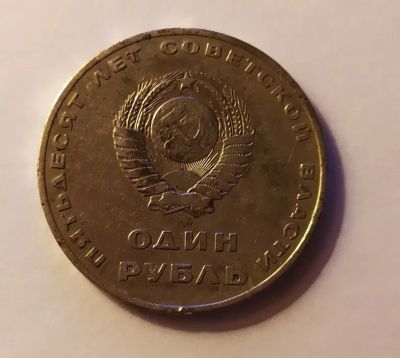 ПЯТЬДЕСЯТ ЛЕТ СОВЕТСКОЙ ВЛАСТИ
ОДИН
РУБЛЬ